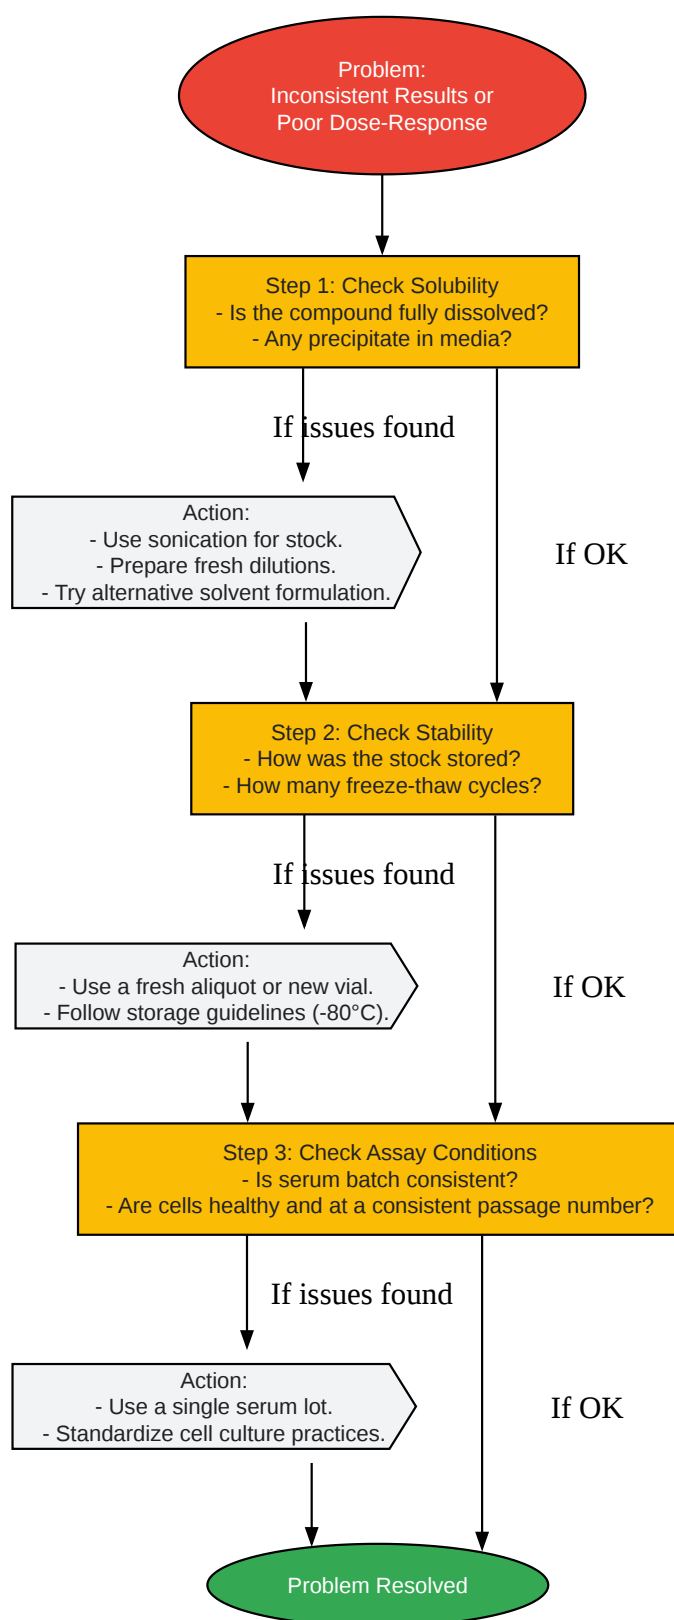 Problem:
Inconsistent Results or
Poor Dose-Response
Step 1: Check Solubility
- Is the compound fully dissolved?
- Any precipitate in media?
If issues found
Action:
- Use sonication for stock.
- Prepare fresh dilutions.
- Try alternative solvent formulation.
If OK
Step 2: Check Stability
- How was the stock stored?
- How many freeze-thaw cycles?
If issues found
Action:
- Use a fresh aliquot or new vial.
- Follow storage guidelines (-80°C).
If OK
Step 3: Check Assay Conditions
- Is serum batch consistent?
- Are cells healthy and at a consistent passage number?
If issues found
Action:
- Use a single serum lot.
- Standardize cell culture practices.
If OK
Problem Resolved